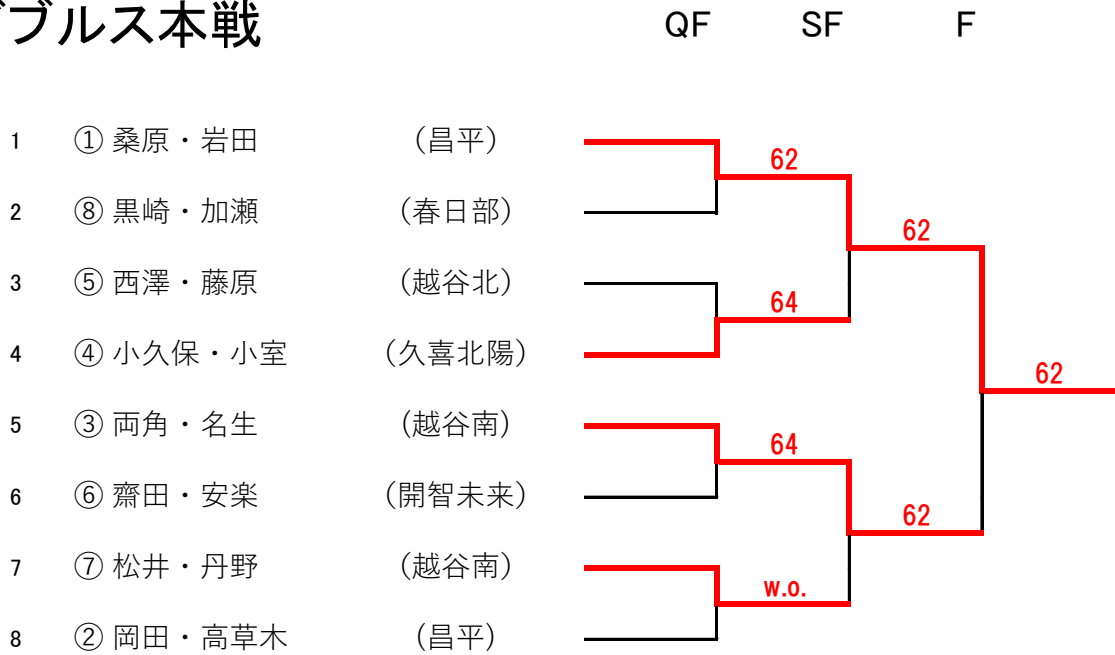 ブルス本戦 QF SF F
1 ① 桑原・岩田 (昌平)
62
2 ⑧ 黒崎・加瀬 (春日部)
62
3 ⑤ 西澤・藤原 (越谷北)
64
4 ④ 小久保・小室 (久喜北陽)
62
5 ③ 両角・名生 (越谷南)
64
6 ⑥ 齋田・安楽 (開智未来)
62
7 ⑦ 松井・丹野 (越谷南)
w.o.
8 ② 岡田・高草木 (昌平)